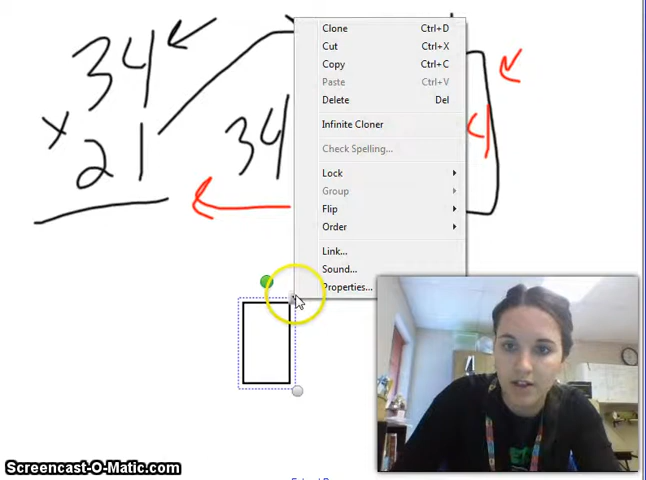 34
x 21
34
4
Clone Ctrl+D
Cut Ctrl+X
Copy Ctrl+C
Paste Ctrl+V
Delete Del
Infinite Cloner
Check Spelling...
Lock
Group
Flip
Order
Link...
Sound...
Properties...
Screencast-O-Matic.com